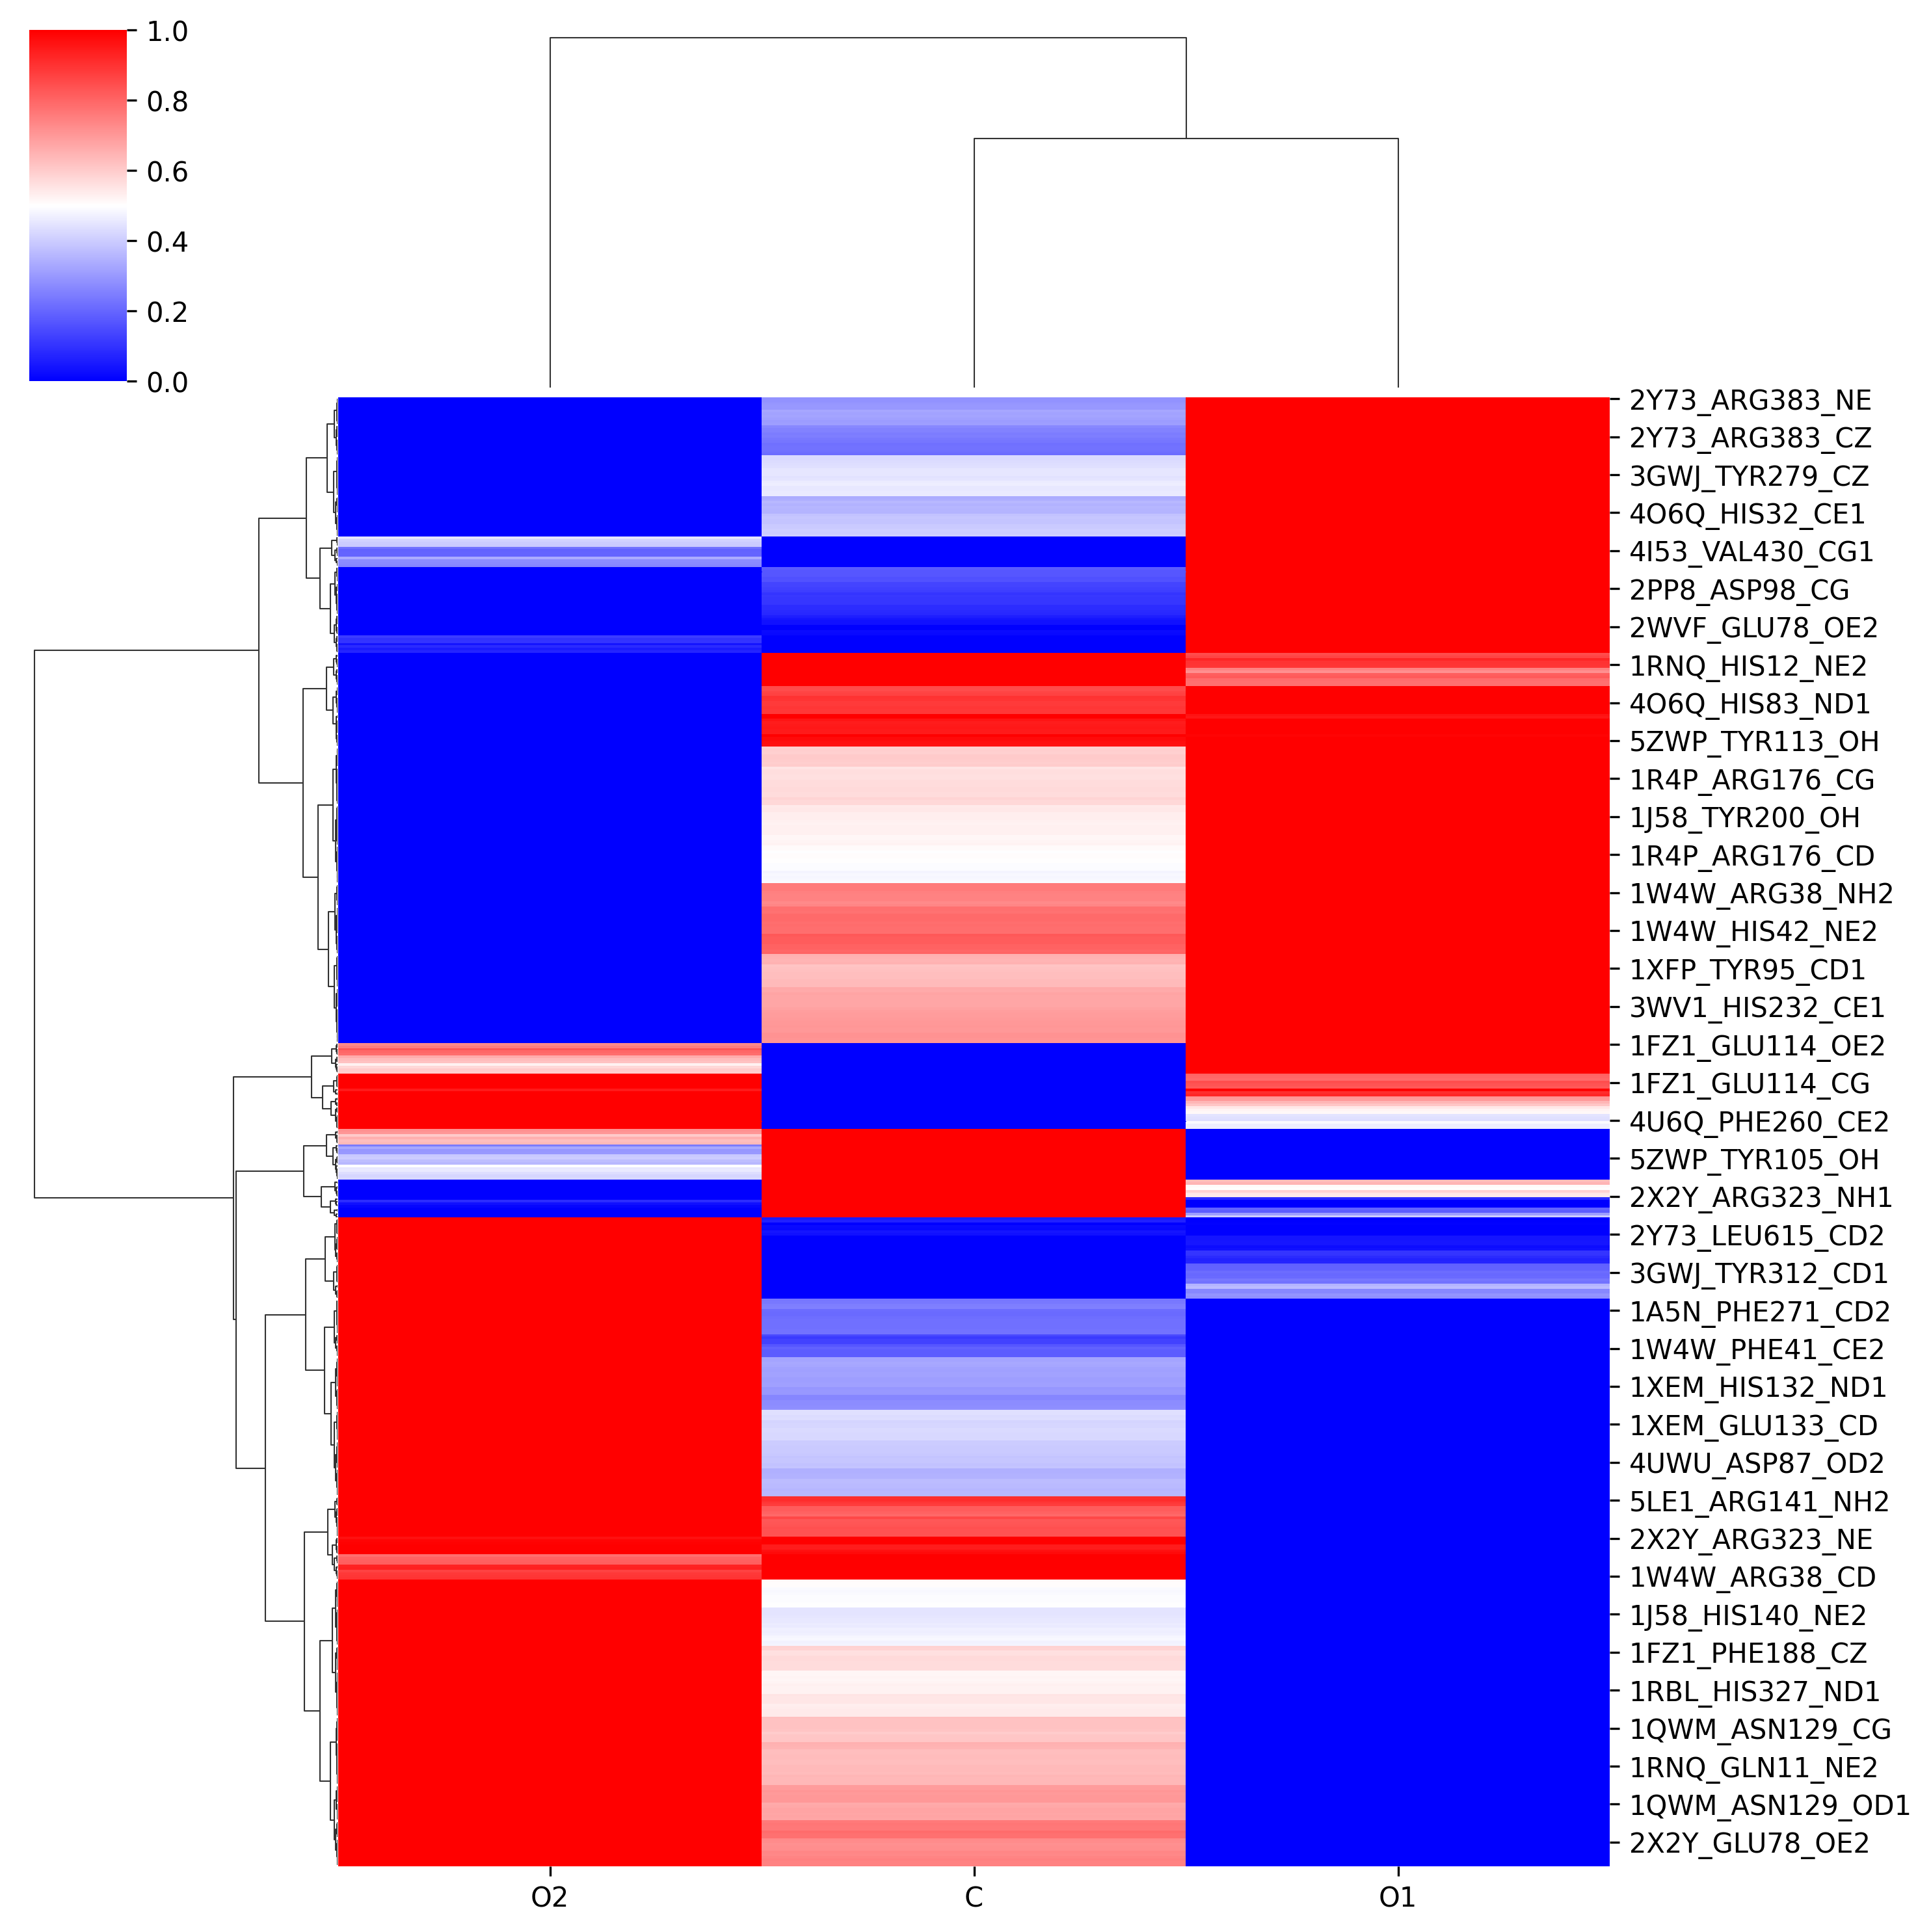 1.0
0.8
0.6
0.4
0.2
0.0
2Y73_ARG383_NE
2Y73_ARG383_CZ
3GWJ_TYR279_CZ
4O6Q_HIS32_CE1
4I53_VAL430_CG1
2PP8_ASP98_CG
2WVF_GLU78_OE2
1RNQ_HIS12_NE2
4O6Q_HIS83_ND1
5ZWP_TYR113_OH
1R4P_ARG176_CG
1J58_TYR200_OH
1R4P_ARG176_CD
1W4W_ARG38_NH2
1W4W_HIS42_NE2
1XFP_TYR95_CD1
3WV1_HIS232_CE1
1FZ1_GLU114_OE2
1FZ1_GLU114_CG
4U6Q_PHE260_CE2
5ZWP_TYR105_OH
2X2Y_ARG323_NH1
2Y73_LEU615_CD2
3GWJ_TYR312_CD1
1A5N_PHE271_CD2
1W4W_PHE41_CE2
1XEM_HIS132_ND1
1XEM_GLU133_CD
4UWU_ASP87_OD2
5LE1_ARG141_NH2
2X2Y_ARG323_NE
1W4W_ARG38_CD
1J58_HIS140_NE2
1FZ1_PHE188_CZ
1RBL_HIS327_ND1
1QWM_ASN129_CG
1RNQ_GLN11_NE2
1QWM_ASN129_OD1
2X2Y_GLU78_OE2
O2 C O1